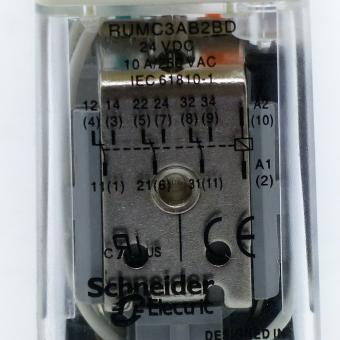 RUMC3AB2BD
24 VDC
10 A/250 VAC
IEC 61810-1
12 14 22 24 32 34 A2
(4) (3) (5) (7) (8) (9) (10)
A1
11(1) 21(6) 31(11) (2)
C US CE
Schneider
Electric
DESIGNED IN